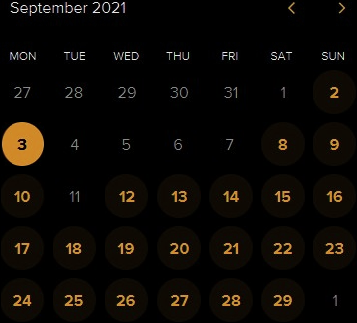 September 2021
MON TUE WED THU FRI SAT SUN
27 28 29 30 31 1 2
3 4 5 6 7 8 9
10 11 12 13 14 15 16
17 18 19 20 21 22 23
24 25 26 27 28 29 1